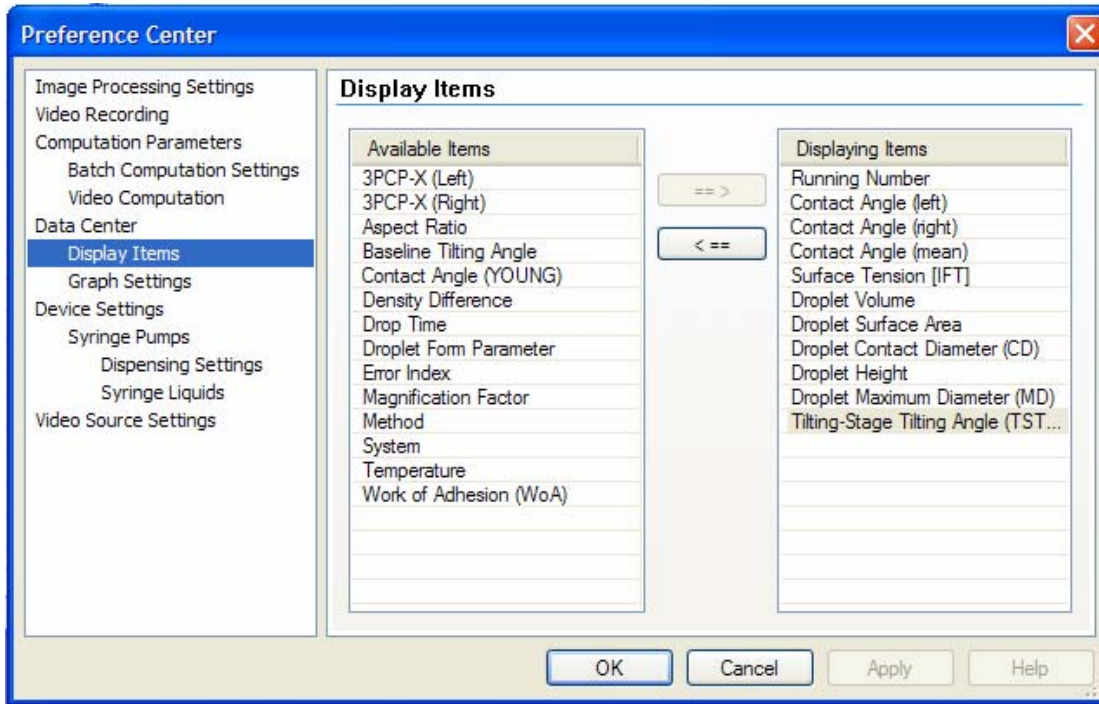 Preference Center
Image Processing Settings
Video Recording
Computation Parameters
Batch Computation Settings
Video Computation
Data Center
Display Items
Graph Settings
Device Settings
Syringe Pumps
Dispensing Settings
Syringe Liquids
Video Source Settings
Display Items
Available Items
3PCP-X (Left)
3PCP-X (Right)
Aspect Ratio
Baseline Tilting Angle
Contact Angle (YOUNG)
Density Difference
Drop Time
Droplet Form Parameter
Error Index
Magnification Factor
Method
System
Temperature
Work of Adhesion (WoA)
== >
< ==
Displaying Items
Running Number
Contact Angle (left)
Contact Angle (right)
Contact Angle (mean)
Surface Tension [IFT]
Droplet Volume
Droplet Surface Area
Droplet Contact Diameter (CD)
Droplet Height
Droplet Maximum Diameter (MD)
Tilting-Stage Tilting Angle (TST...
OK Cancel Apply Help